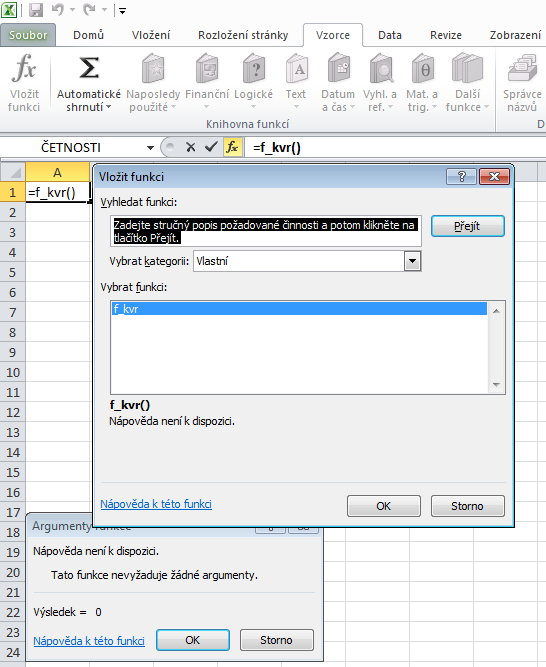 Soubor Domů Vložení Rozložení stránky Vzorce Data Revize Zobrazení
Vložit funkci
Automatické shrnutí
Naposledy použité
Finanční
Logické
Text
Datum a čas
Vyhl. a ref.
Mat. a trig.
Další funkce
Správce názvů
Knihovna funkcí
D
ČETNOSTI fx =f_kvr()
A
1 =f_kvr()
2
3
4
5
6
7
8
9
10
11
12
13
14
15
16
17
18
19
20
21
22
23
24
Vložit funkci
Vyhledat funkci:
Zadejte stručný popis požadované činnosti a potom klikněte na
tlačítko Přejít.
Přejít
Vybrat kategorii: Vlastní
Vybrat funkci:
f_kvr
f_kvr()
Nápověda není k dispozici.
Nápověda k této funkci
OK Storno
Argumenty funkce
Nápověda není k dispozici.
Tato funkce nevyžaduje žádné argumenty.
Výsledek = 0
Nápověda k této funkci
OK Storno